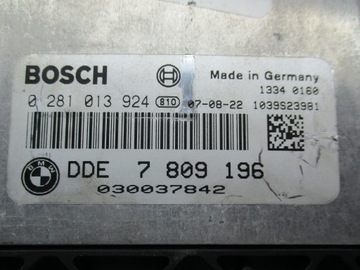 BOSCH
Made in Germany
1334 0160
0 281 013 924 810 07-08-22 1039S23981
BMW
DDE 7 809 196
030037842